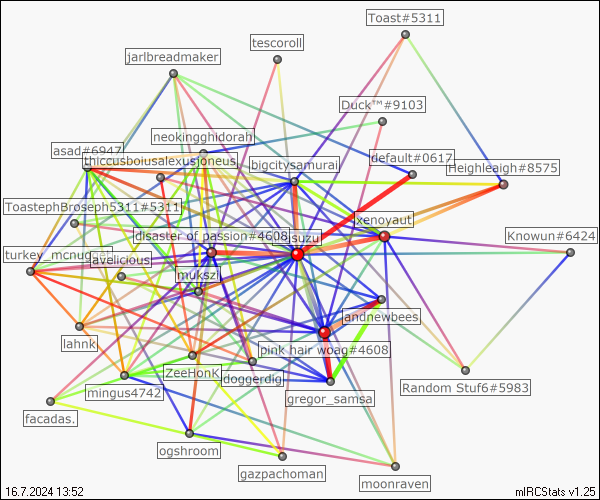 Toast#5311
tescoroll
jarlbreadmaker
Duck™#9103
neokingghidorah
asad#6947
default#0617
thiccusboiusalexusjoneus
bigcitysamurai
Heighleaigh#8575
ToastephBroseph5311#5311
xenoyaut
disaster of passion#4608
suzu
Knowun#6424
turkey_mcnugget
avelicious
mukszi
andnewbees
lahnk
pink hair woag#4608
ZeeHonK
doggerdig
Random Stuf6#5983
mingus4742
gregor_samsa
facadas.
ogshroom
gazpachoman
moonraven
16.7.2024 13:52
mIRCStats v1.25